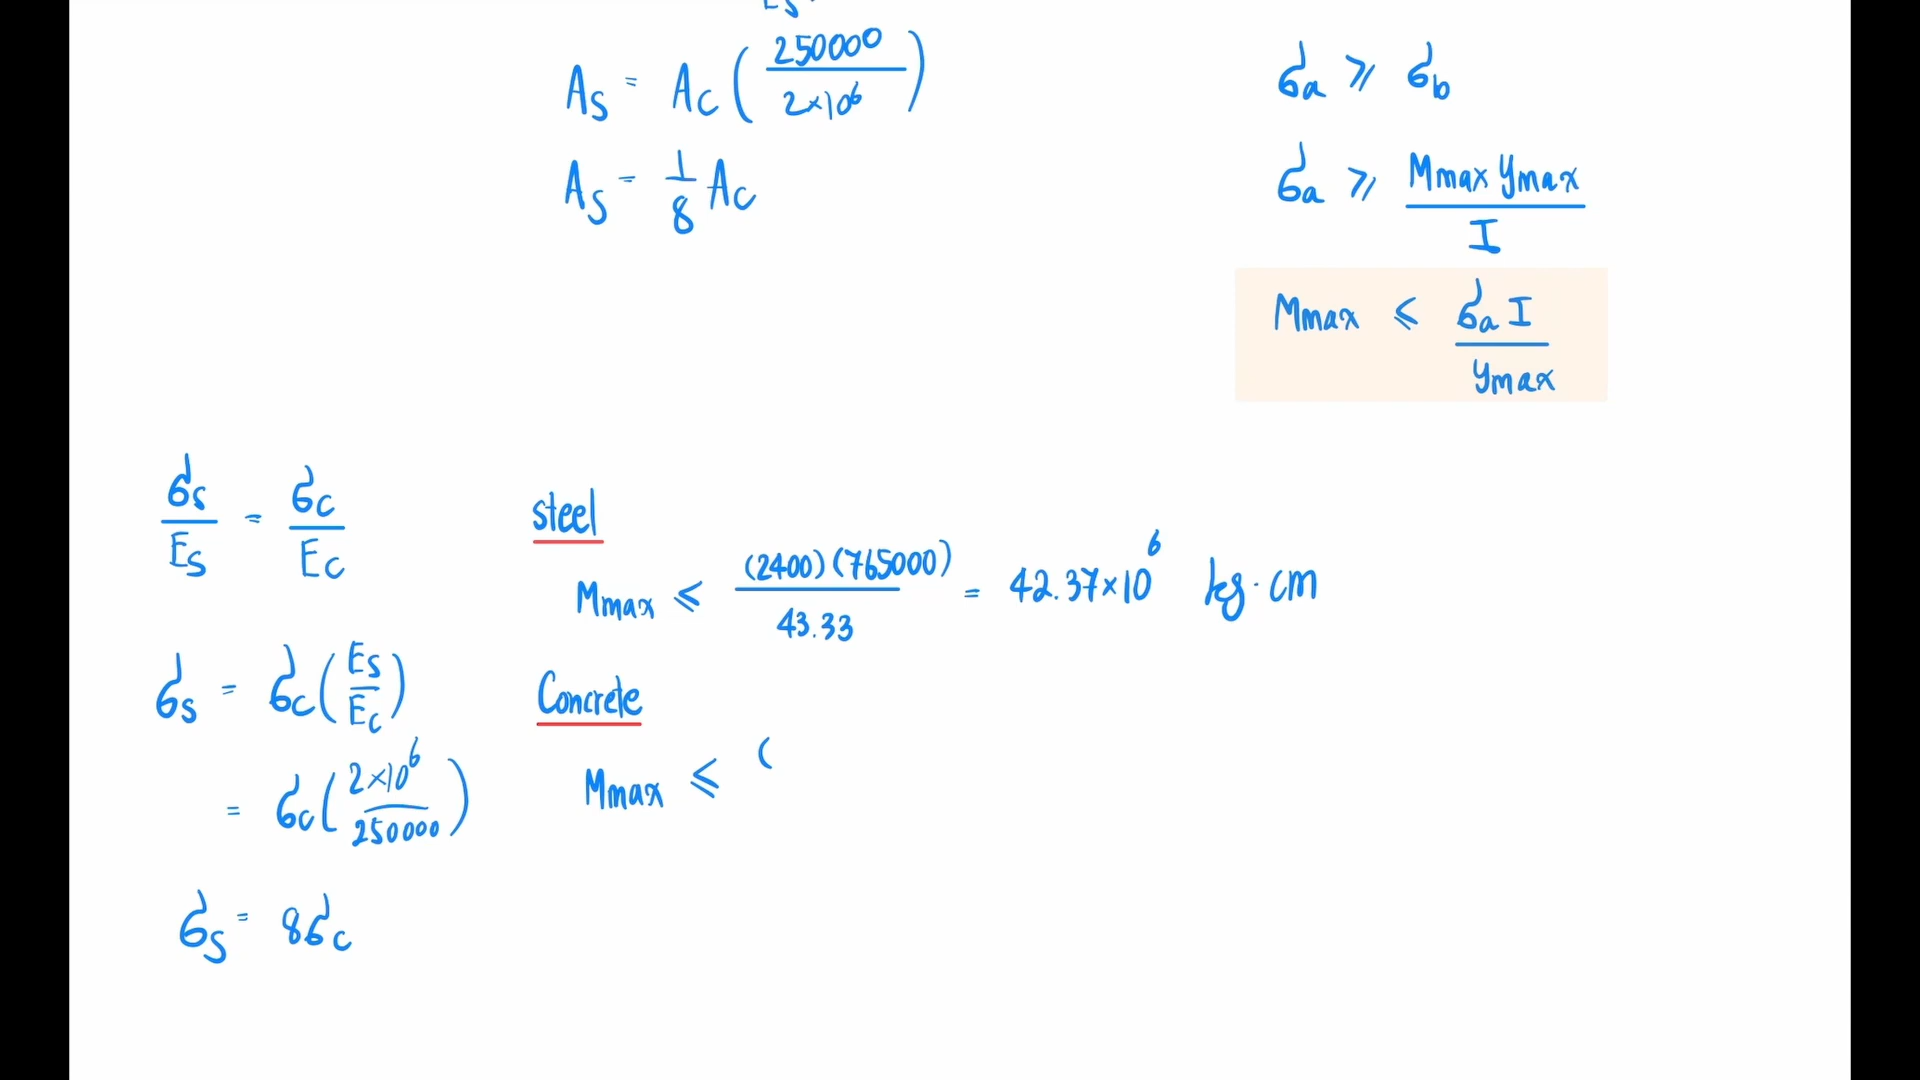 As = Ac (250000 / 2×10⁶)
As = 1/8 Ac
σa ≥ σb
σa ≥ Mmax ymax / I
Mmax ≤ σa I / ymax
σs / Es = σc / Ec
σs = σc (Es / Ec)
= σc (2×10⁶ / 250000)
σs = 8σc
steel
Mmax ≤ (2400)(765000) / 43.33 = 42.37×10⁶ kg·cm
Concrete
Mmax ≤ (